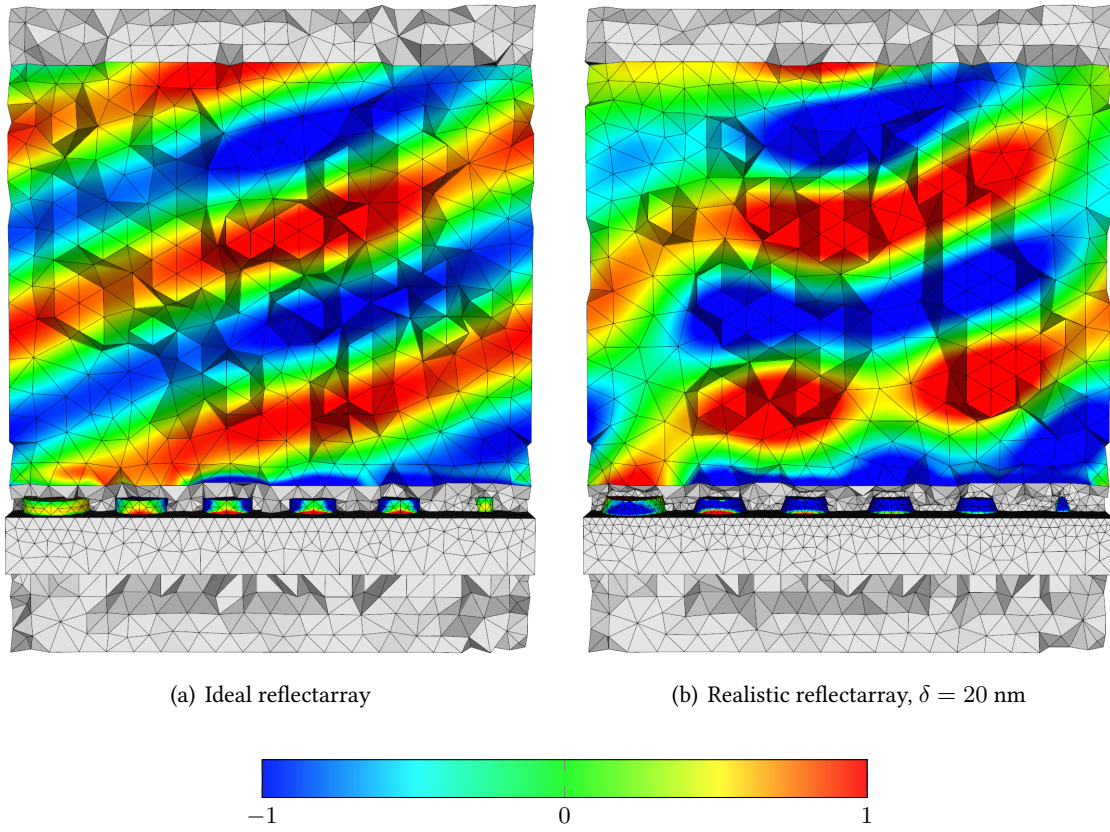 (a) Ideal reflectarray
(b) Realistic reflectarray, δ = 20 nm
−1 0 1